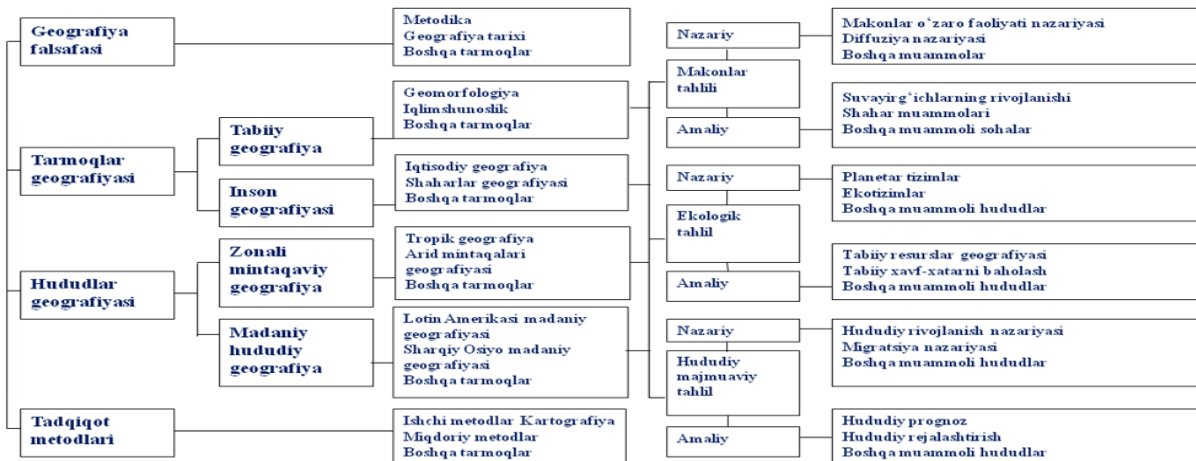 Geografiya
falsafasi
Metodika
Geografiya tarixi
Boshqa tarmoqlar
Tarmoqlar
geografiyasi
Tabiiy
geografiya
Geomorfologiya
Iqlimshunoslik
Boshqa tarmoqlar
Inson
geografiyasi
Iqtisodiy geografiya
Shaharlar geografiyasi
Boshqa tarmoqlar
Hududlar
geografiyasi
Zonali
mintaqaviy
geografiya
Tropik geografiya
Arid mintaqalari
geografiyasi
Boshqa tarmoqlar
Madaniy
hududiy
geografiya
Lotin Amerikasi madaniy
geografiyasi
Sharqiy Osiyo madaniy
geografiyasi
Boshqa tarmoqlar
Tadqiqot
metodlari
Ishchi metodlar Kartografiya
Miqdoriy metodlar
Boshqa tarmoqlar
Nazariy
Makonlar o‘zaro faoliyati nazariyasi
Diffuziya nazariyasi
Boshqa muammolar
Makonlar
tahlili
Amaliy
Suvayirg‘ichlarning rivojlanishi
Shahar muammolari
Boshqa muammoli sohalar
Nazariy
Planetar tizimlar
Ekotizimlar
Boshqa muammoli hududlar
Ekologik
tahlil
Amaliy
Tabiiy resurslar geografiyasi
Tabiiy xavf-xatarni baholash
Boshqa muammoli hududlar
Nazariy
Hududiy rivojlanish nazariyasi
Migratsiya nazariyasi
Boshqa muammoli hududlar
Hududiy
majmuaviy
tahlil
Amaliy
Hududiy prognoz
Hududiy rejalashtirish
Boshqa muammoli hududlar